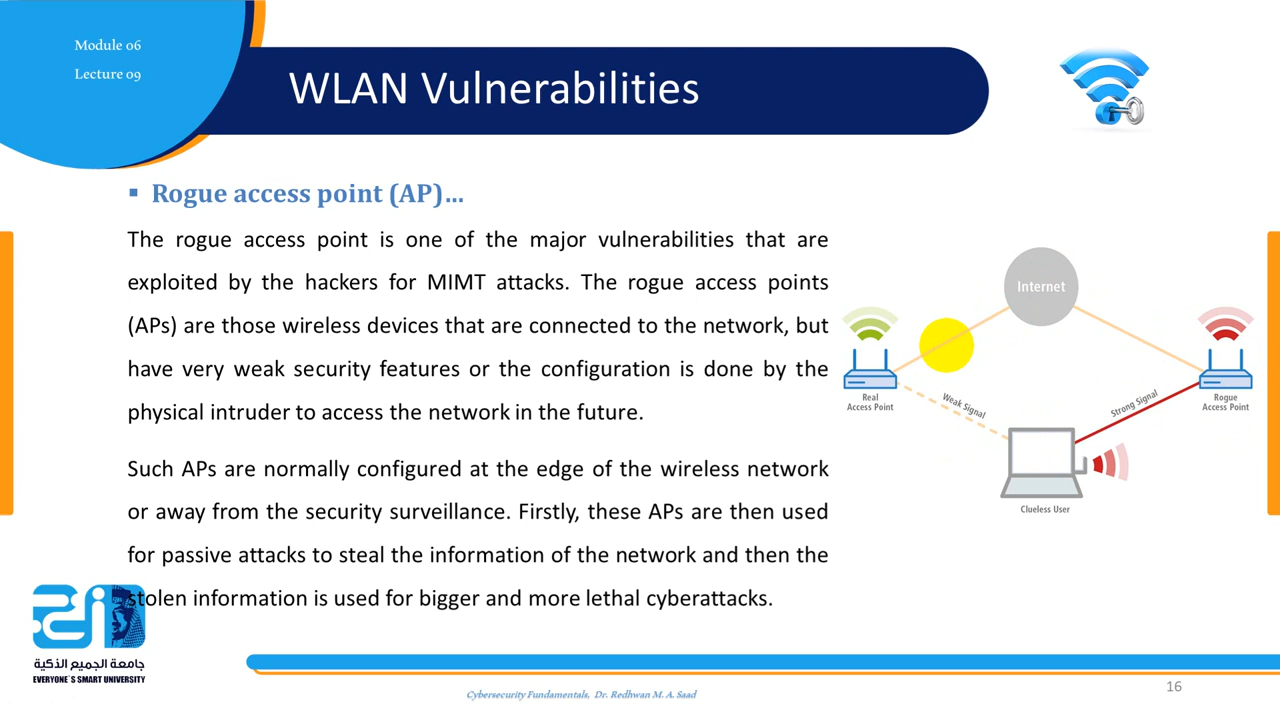 Module 06
Lecture 09
WLAN Vulnerabilities
▪ Rogue access point (AP)…
The rogue access point is one of the major vulnerabilities that are
exploited by the hackers for MIMT attacks. The rogue access points
(APs) are those wireless devices that are connected to the network, but
have very weak security features or the configuration is done by the
physical intruder to access the network in the future.
Such APs are normally configured at the edge of the wireless network
or away from the security surveillance. Firstly, these APs are then used
for passive attacks to steal the information of the network and then the
stolen information is used for bigger and more lethal cyberattacks.
Internet
Real
Access Point
Weak Signal
Strong Signal
Rogue
Access Point
Clueless User
جامعة الجميع الذكية
EVERYONE`S SMART UNIVERSITY
Cybersecurity Fundamentals, Dr. Redhwan M. A. Saad
16